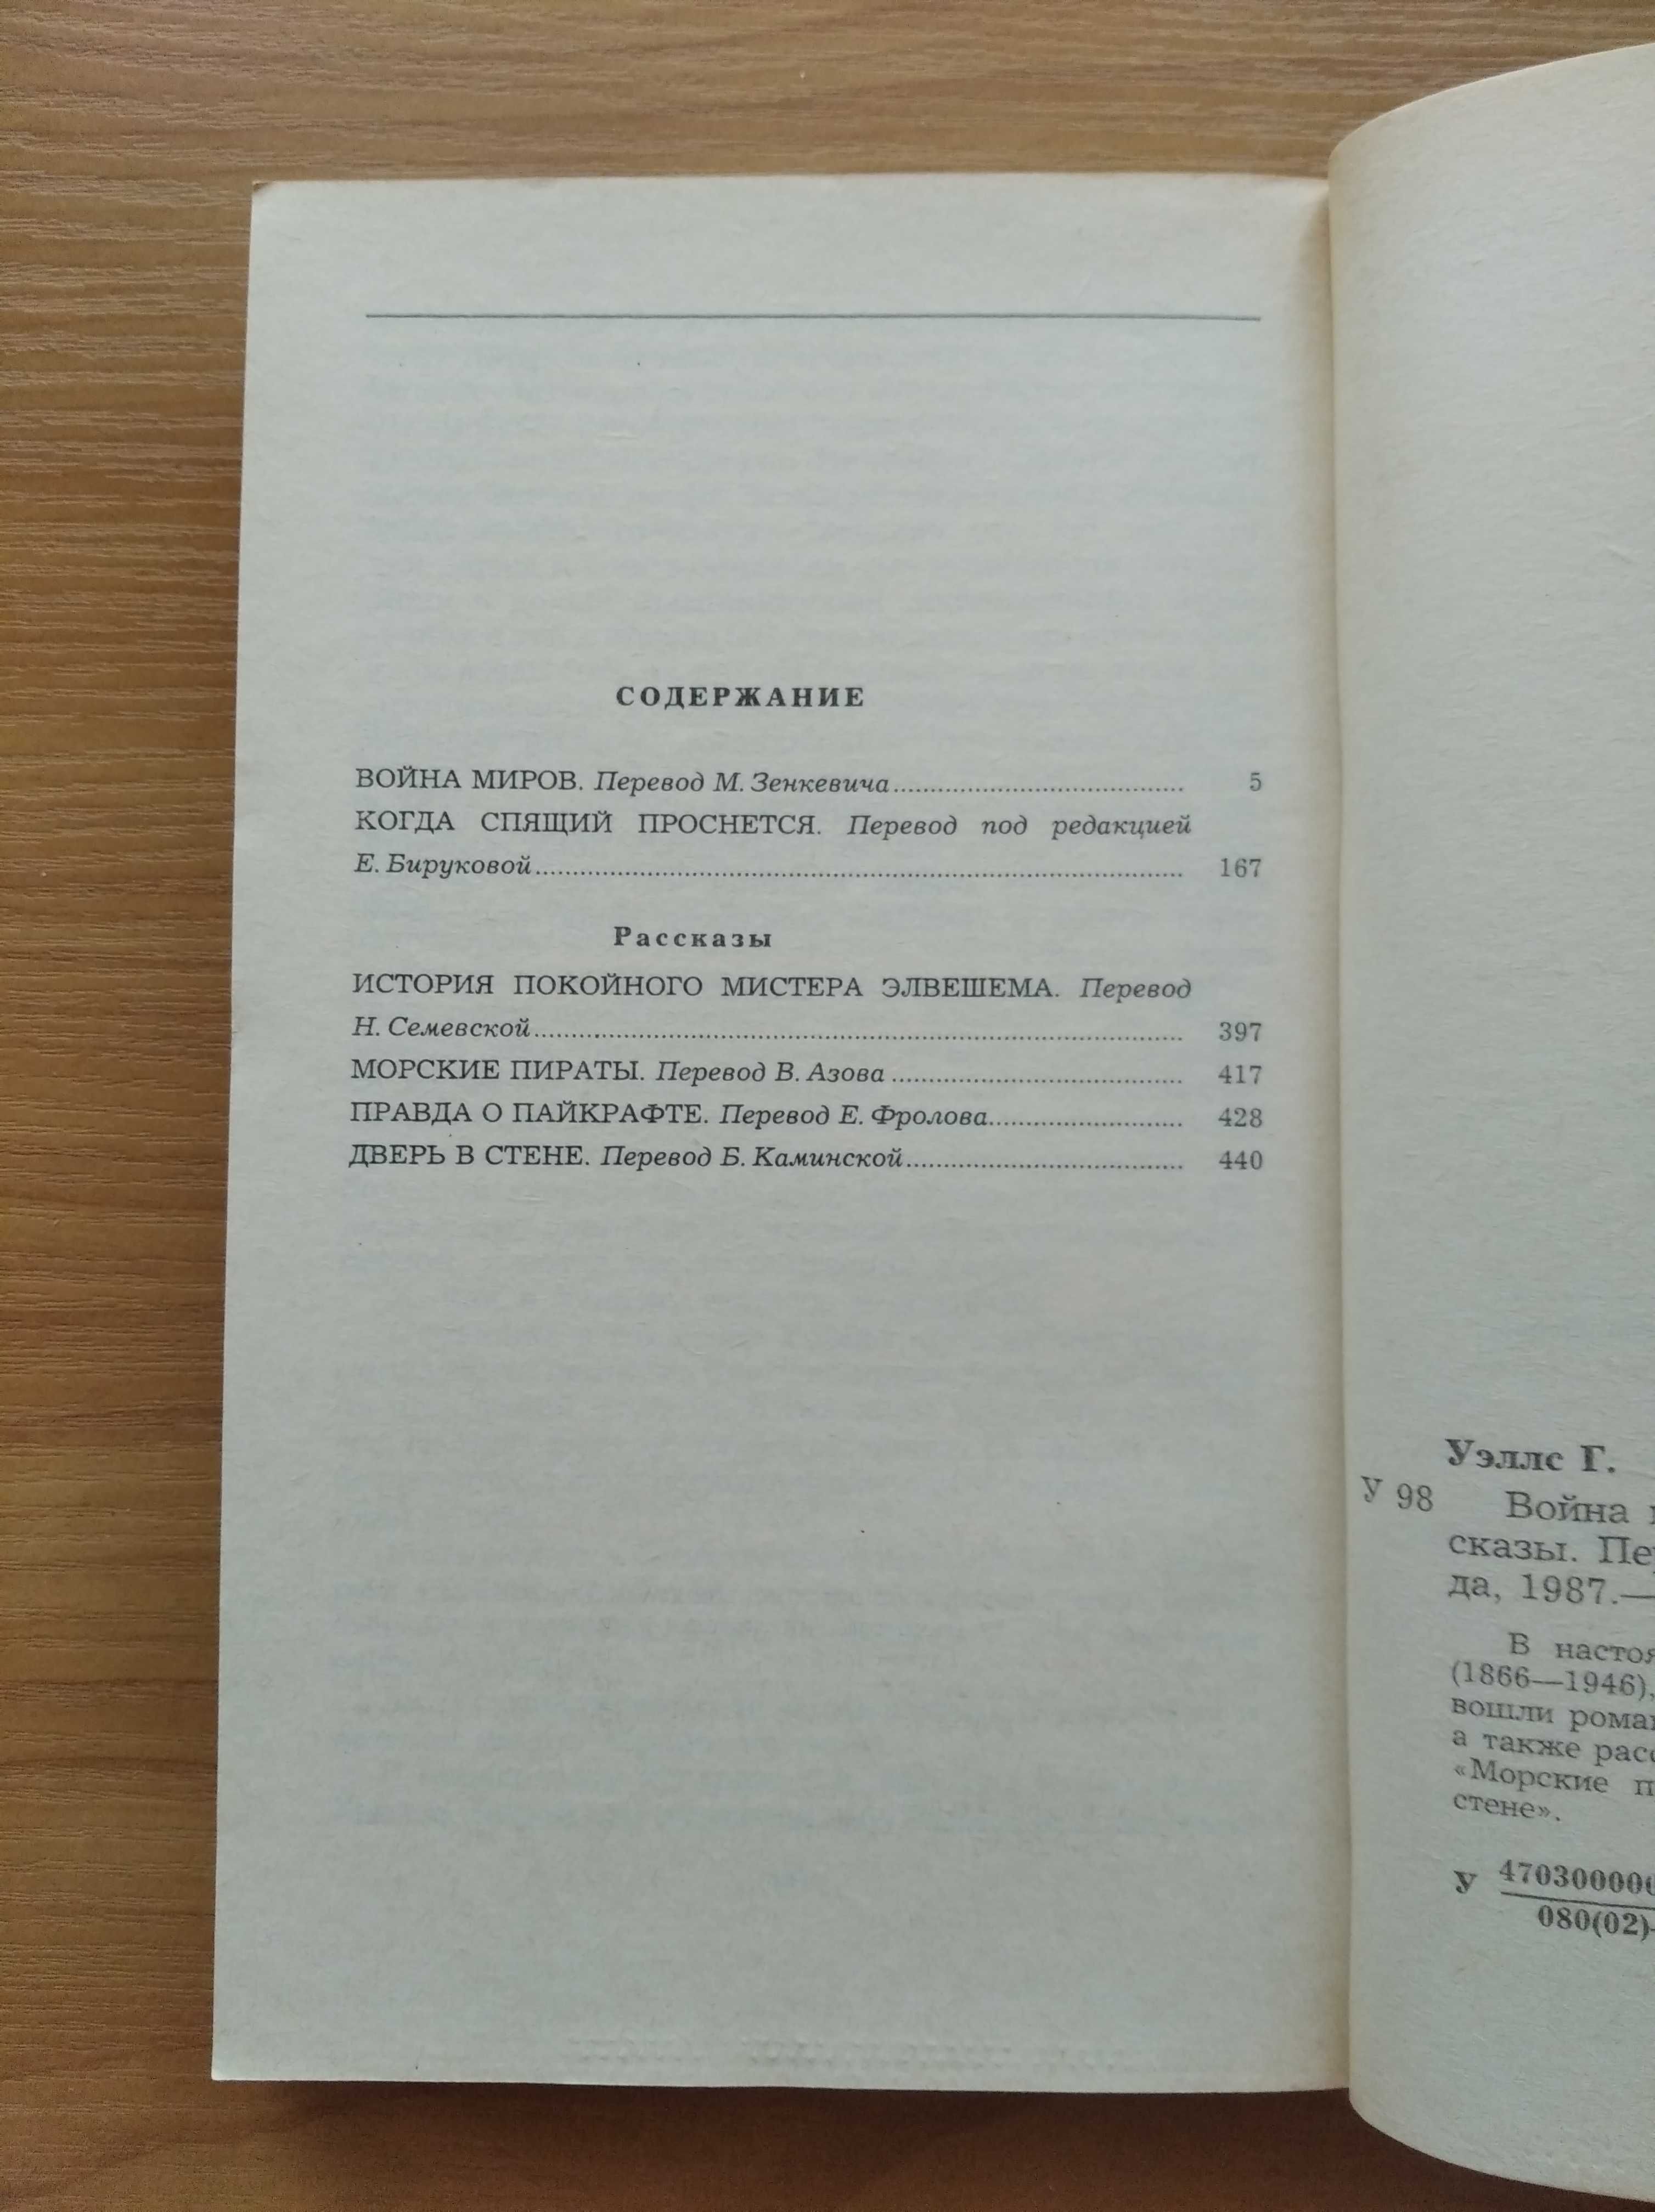 СОДЕРЖАНИЕ
ВОЙНА МИРОВ. Перевод М. Зенкевича........................................ 5
КОГДА СПЯЩИЙ ПРОСНЕТСЯ. Перевод под редакцией
Е. Бируковой........................................ 167
Рассказы
ИСТОРИЯ ПОКОЙНОГО МИСТЕРА ЭЛВЕШЕМА. Перевод
Н. Семевской........................................ 397
МОРСКИЕ ПИРАТЫ. Перевод В. Азова ........................................ 417
ПРАВДА О ПАЙКРАФТЕ. Перевод Е. Фролова........................... 428
ДВЕРЬ В СТЕНЕ. Перевод Б. Каминской........................................ 440
Уэллс Г.
У 98
Война
сказы.
да, 1987.—
В
(1866—1946),
вошли
а также
«Морские
стене».
У
080(02)